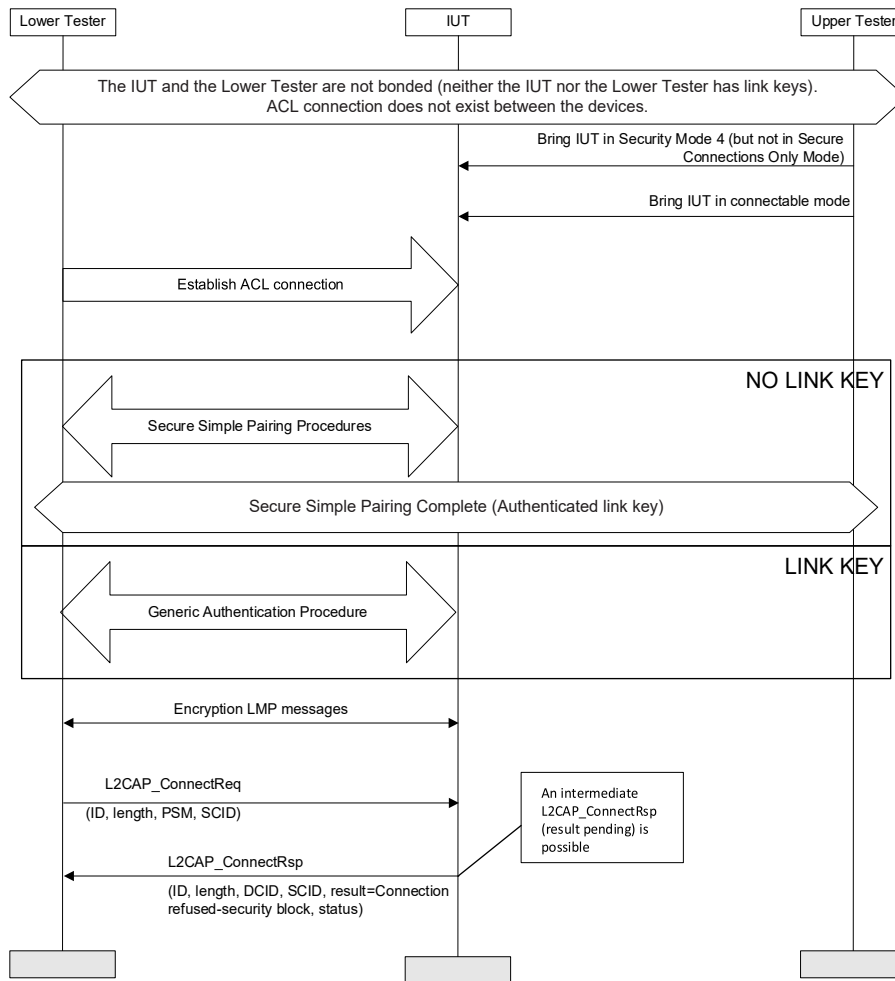 Lower Tester
IUT
Upper Tester
The IUT and the Lower Tester are not bonded (neither the IUT nor the Lower Tester has link keys).
ACL connection does not exist between the devices.
Bring IUT in Security Mode 4 (but not in Secure
Connections Only Mode)
Bring IUT in connectable mode
Establish ACL connection
NO LINK KEY
Secure Simple Pairing Procedures
Secure Simple Pairing Complete (Authenticated link key)
LINK KEY
Generic Authentication Procedure
Encryption LMP messages
L2CAP_ConnectReq
(ID, length, PSM, SCID)
An intermediate
L2CAP_ConnectRsp
(result pending) is
possible
L2CAP_ConnectRsp
(ID, length, DCID, SCID, result=Connection
refused-security block, status)